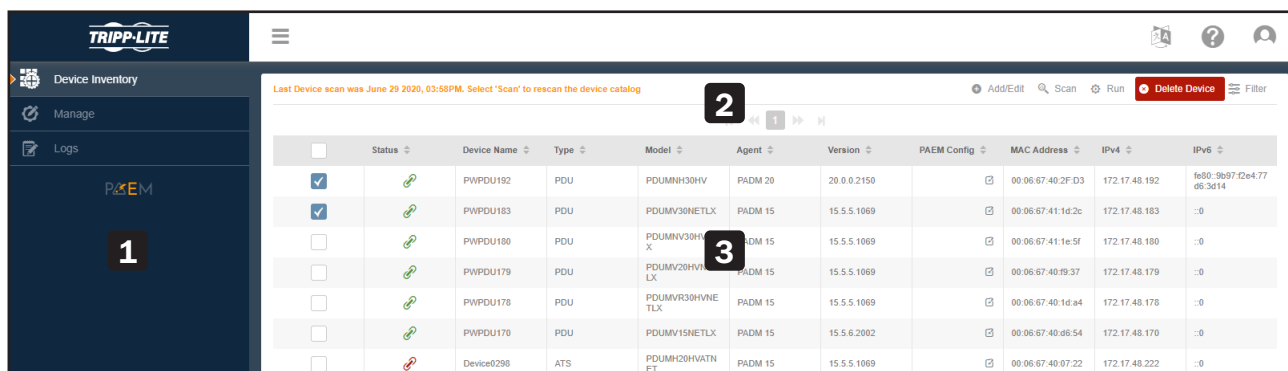 TRIPP·LITE
Device Inventory
Manage
Logs
PAEM
1
Last Device scan was June 29 2020, 03:58PM. Select 'Scan' to rescan the device catalog
Add/Edit Scan Run Delete Device Filter
2
1
Status Device Name Type Model Agent Version PAEM Config MAC Address IPv4 IPv6
PWPDU192 PDU PDUMNH30HV PADM 20 20.0.0.2150 00:06:67:40:2F:D3 172.17.48.192 fe80::9b97:f2e4:77
d6:3d14
PWPDU183 PDU PDUMV30NETLX PADM 15 15.5.5.1069 00:06:67:41:1d:2c 172.17.48.183 ::0
PWPDU180 PDU 15.5.5.1069 00:06:67:41:1e:5f 172.17.48.180 ::0
X
3
PWPDU179 PDU PADM 15 15.5.5.1069 00:06:67:40:f9:37 172.17.48.179 ::0
LX
PWPDU178 PDU PDUMVR30HVNE PADM 15 15.5.5.1069 00:06:67:40:1d:a4 172.17.48.178 ::0
TLX
PWPDU170 PDU PDUMV15NETLX PADM 15 15.5.6.2002 00:06:67:40:d6:54 172.17.48.170 ::0
Device0298 ATS PDUMH20HVATN PADM 15 15.5.5.1069 00:06:67:40:07:22 172.17.48.222 ::0
ET